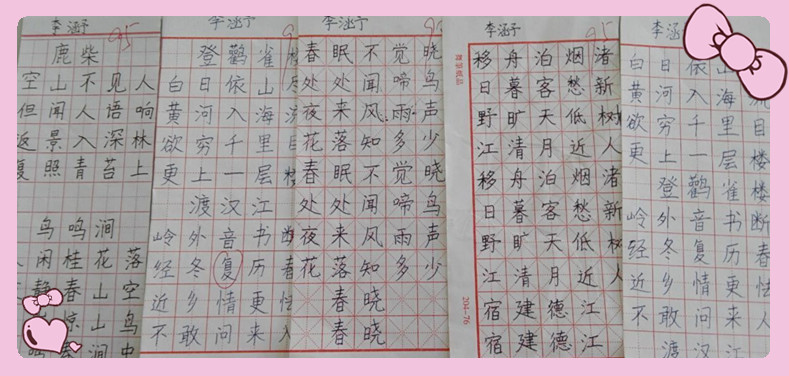 李涵予
95
鹿柴
空山不见人
但闻人语响
返景入深林
复照青苔上
鸟鸣涧
闲桂花落
静春山空
惊山鸟
春涧中
李涵予
登鹳雀楼
白日依山尽
黄河入海流
欲穷千里目
更上一层楼
渡汉江
岭外音书断
经冬复历春
近乡情更怯
不敢问来人
李涵予
春眠不觉晓
处处闻啼鸟
夜来风雨声
花落知多少
春眠不觉晓
处处闻啼鸟
夜来风雨声
花落知多少
春晓
春晓
李涵予
95
移舟泊烟渚
日暮客愁新
野旷天低树
江清月近人
移舟泊烟渚
日暮客愁新
野旷天低树
江清月近人
宿建德江
宿建德江
204-76
李涵予
白日依山
黄河入海流
欲穷千里目
更上一层楼
登鹳雀楼
岭外音书断
经冬复历春
近乡情更怯
不敢问来人
渡汉江